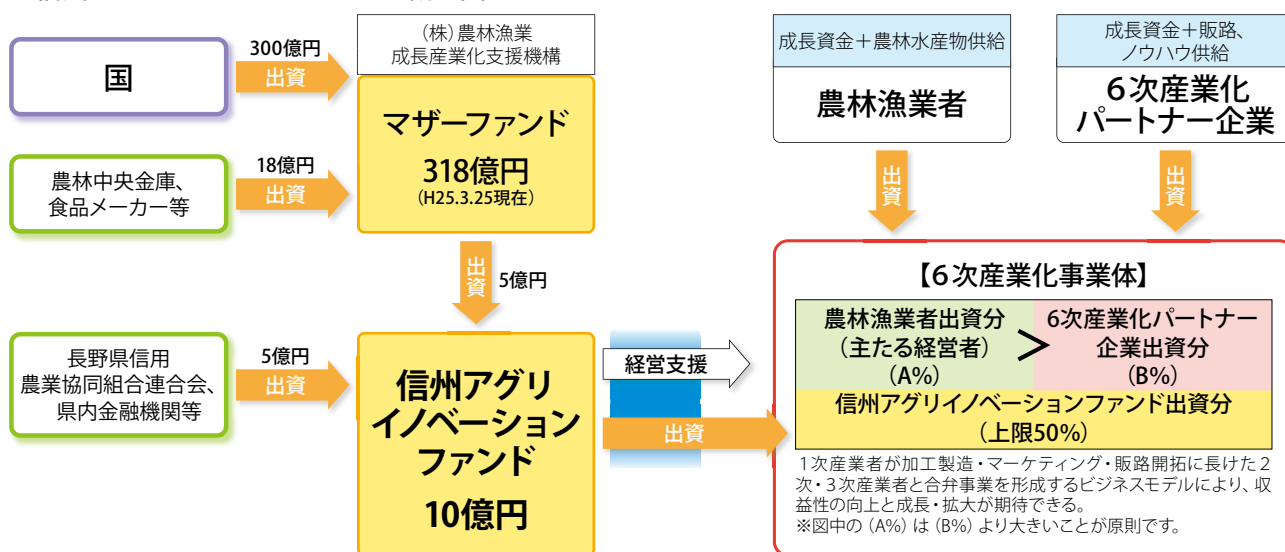 国
300億円
出資
(株)農林漁業
成長産業化支援機構
マザーファンド
318億円
(H25.3.25現在)
農林中央金庫、
食品メーカー等
18億円
出資
出資
5億円
長野県信用
農業協同組合連合会、
県内金融機関等
5億円
出資
信州アグリ
イノベーション
ファンド
10億円
経営支援
出資
成長資金+農林水産物供給
農林漁業者
出資
成長資金+販路、
ノウハウ供給
6次産業化
パートナー企業
出資
【6次産業化事業体】
農林漁業者出資分
(主たる経営者)
(A%)
>
6次産業化パートナー
企業出資分
(B%)
信州アグリイノベーションファンド出資分
(上限50%)
1次産業者が加工製造・マーケティング・販路開拓に長けた2
次・3次産業者と合弁事業を形成するビジネスモデルにより、収
益性の向上と成長・拡大が期待できる。
※図中の(A%)は(B%)より大きいことが原則です。